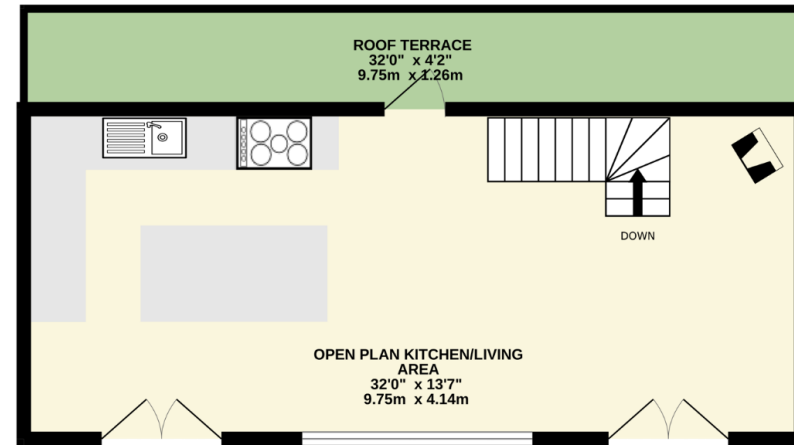 ROOF TERRACE
32'0" x 4'2"
9.75m x 1.26m
DOWN
OPEN PLAN KITCHEN/LIVING
AREA
32'0" x 13'7"
9.75m x 4.14m